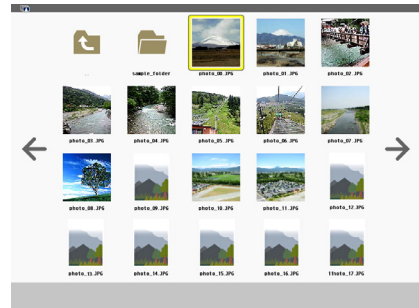 ..
sample_folder
photo_00.JPG
photo_01.JPG
photo_02.JPG
photo_03.JPG
photo_04.JPG
photo_05.JPG
photo_06.JPG
photo_07.JPG
photo_08.JPG
photo_09.JPG
photo_10.JPG
photo_11.JPG
photo_12.JPG
photo_13.JPG
photo_14.JPG
photo_15.JPG
photo_16.JPG
11hoto_17.JPG